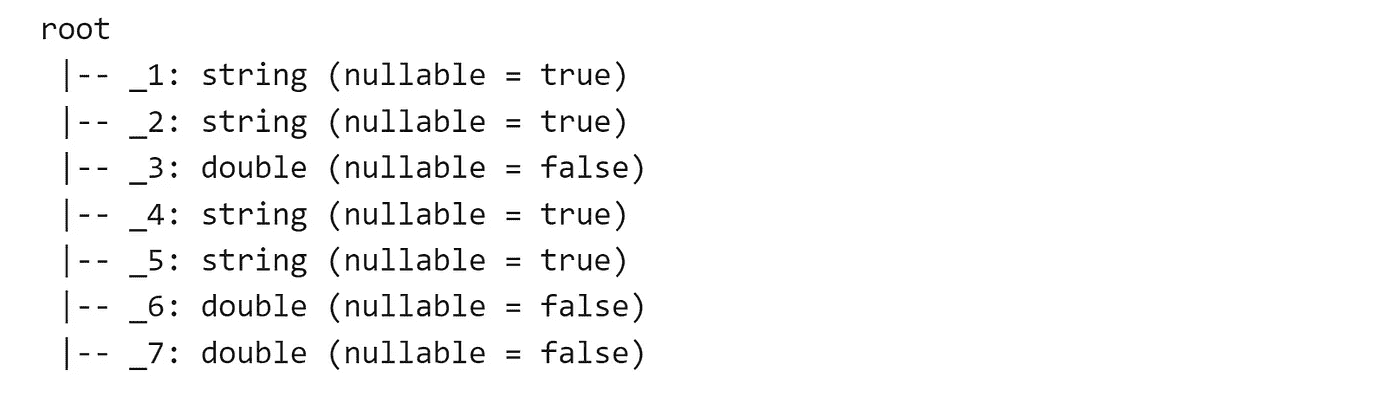 root
 |-- _1: string (nullable = true)
 |-- _2: string (nullable = true)
 |-- _3: double (nullable = false)
 |-- _4: string (nullable = true)
 |-- _5: string (nullable = true)
 |-- _6: double (nullable = false)
 |-- _7: double (nullable = false)